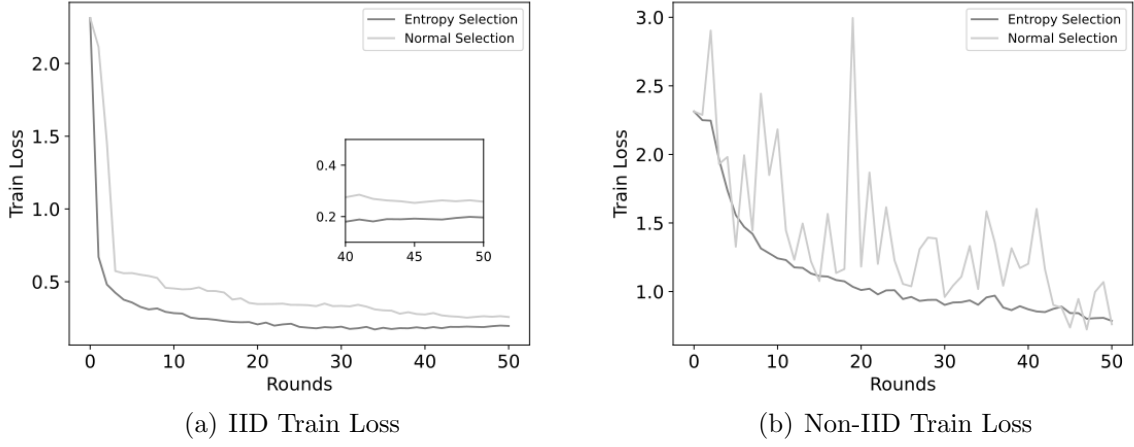 Entropy Selection
Normal Selection
Train Loss
2.0
1.5
1.0
0.5
0.4
0.2
40
45
50
0
10
20
30
40
50
Rounds
(a) IID Train Loss
Entropy Selection
Normal Selection
Train Loss
3.0
2.5
2.0
1.5
1.0
0
10
20
30
40
50
Rounds
(b) Non-IID Train Loss